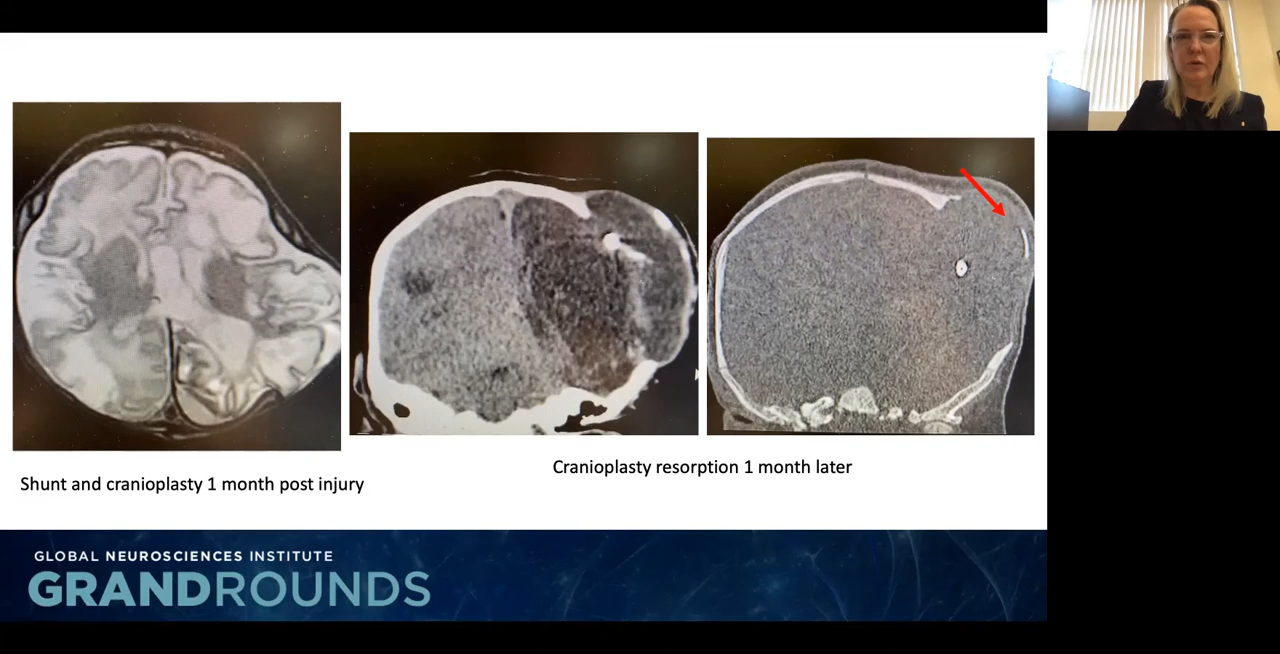 Shunt and cranioplasty 1 month post injury
Cranioplasty resorption 1 month later
GLOBAL NEUROSCIENCES INSTITUTE
GRANDROUNDS